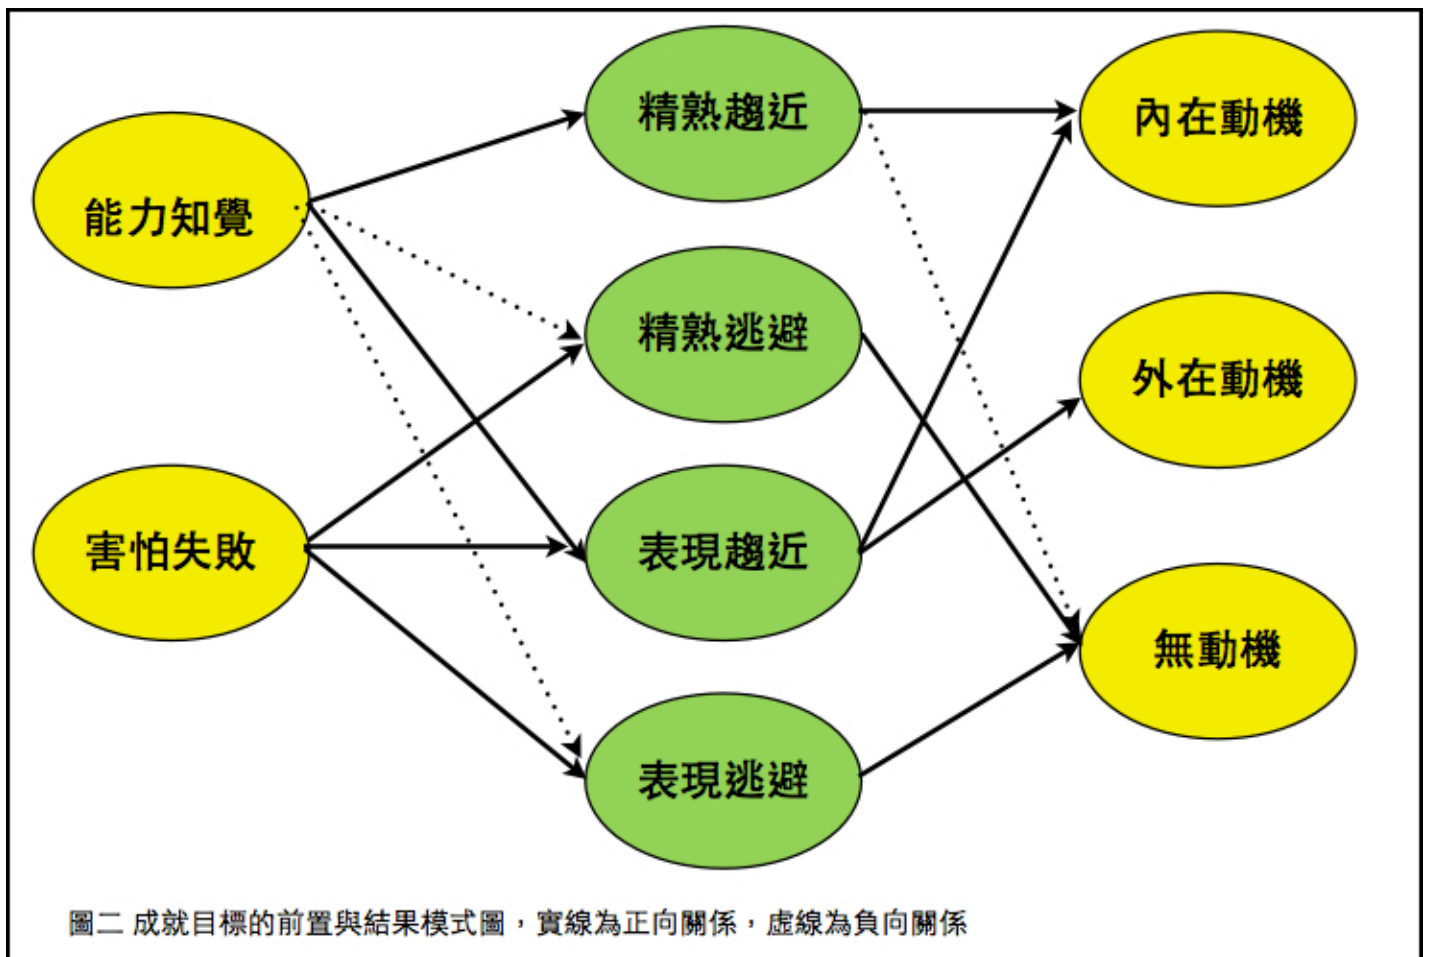 能力知覺
害怕失敗
精熟趨近
精熟逃避
表現趨近
表現逃避
內在動機
外在動機
無動機
圖二 成就目標的前置與結果模式圖，實線為正向關係，虛線為負向關係